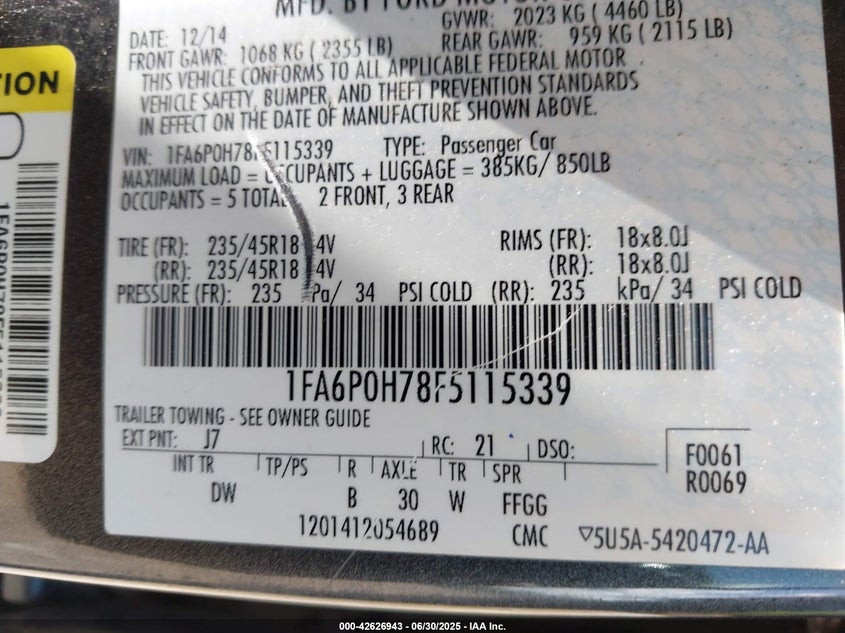 MFD. BY FORD MOTOR
DATE: 12/14 GVWR: 2023 KG ( 4460 LB)
FRONT GAWR: 1068 KG ( 2355 LB) REAR GAWR: 959 KG ( 2115 LB)
THIS VEHICLE CONFORMS TO ALL APPLICABLE FEDERAL MOTOR
VEHICLE SAFETY, BUMPER, AND THEFT PREVENTION STANDARDS
IN EFFECT ON THE DATE OF MANUFACTURE SHOWN ABOVE.
VIN: 1FA6P0H78F5115339 TYPE: Passenger Car
MAXIMUM LOAD = OCCUPANTS + LUGGAGE = 385KG/ 850LB
OCCUPANTS = 5 TOTAL 2 FRONT, 3 REAR
TIRE (FR): 235/45R18 4V RIMS (FR): 18x8.0J
(RR): 235/45R18 4V (RR): 18x8.0J
PRESSURE (FR): 235 kPa/ 34 PSI COLD (RR): 235 kPa/ 34 PSI COLD
1FA6P0H78F5115339
TRAILER TOWING - SEE OWNER GUIDE
EXT PNT: J7 RC: 21 DSO: F0061
INT TR TP/PS R AXLE TR SPR R0069
DW B 30 W FFGG
1201412054689 CMC 5U5A-5420472-AA
TION
000-42626943 - 06/30/2025 - IAA Inc.